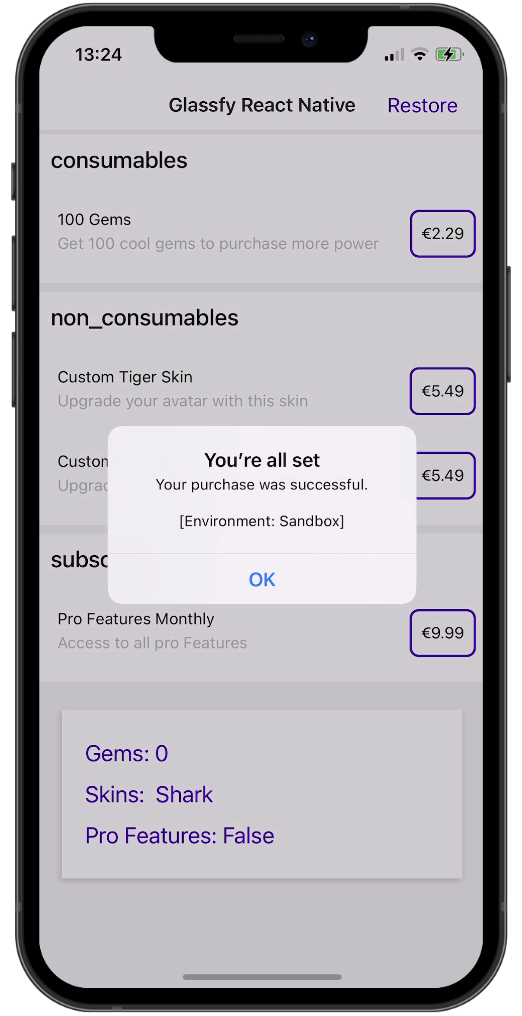 13:24
Glassfy React Native Restore
consumables
100 Gems
Get 100 cool gems to purchase more power
€2.29
non_consumables
Custom Tiger Skin
Upgrade your avatar with this skin
€5.49
Custom
€5.49
You're all set
Your purchase was successful.
[Environment: Sandbox]
OK
Pro Features Monthly
Access to all pro Features
€9.99
Gems: 0
Skins: Shark
Pro Features: False